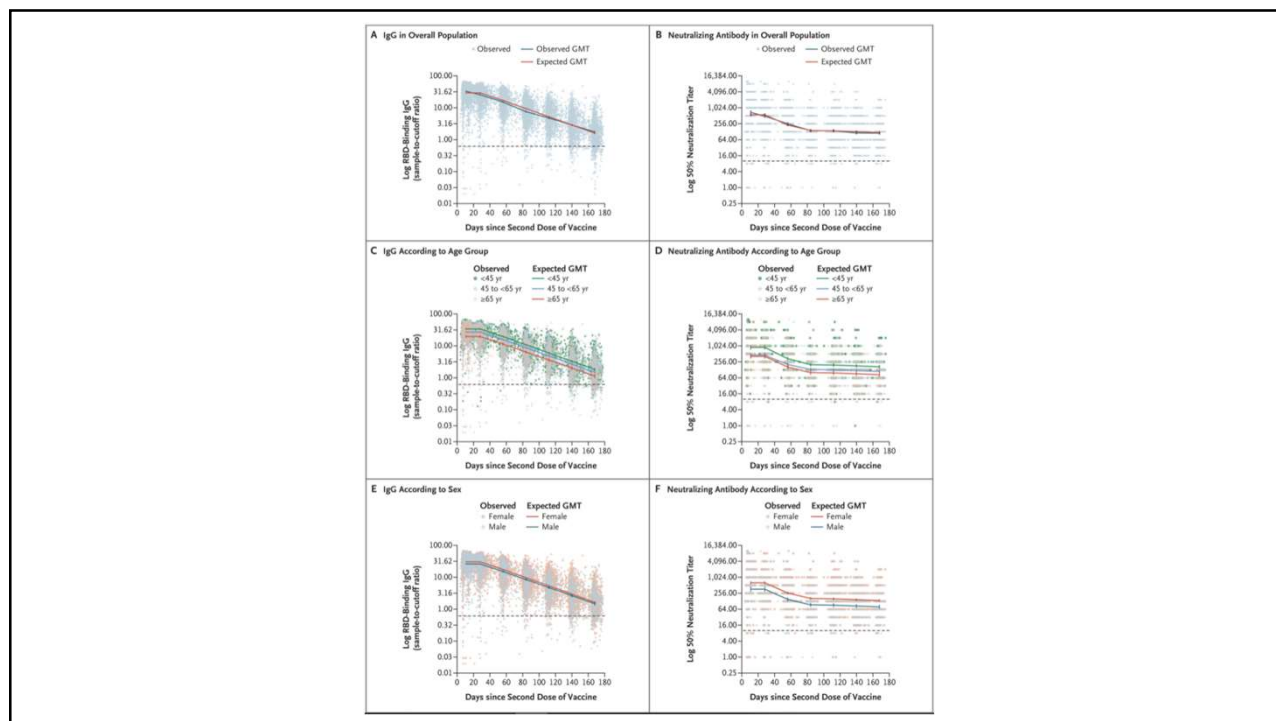 A IgG in Overall Population
Observed Observed GMT
Expected GMT
Log RBD-Binding IgG
(sample-to-cutoff ratio)
100.00
31.62
10.00
3.16
1.00
0.32
0.10
0.03
0.01
0 20 40 60 80 100 120 140 160 180
Days since Second Dose of Vaccine
B Neutralizing Antibody in Overall Population
Observed Observed GMT
Expected GMT
Log 50% Neutralization Titer
16,384.00
4,096.00
1,024.00
256.00
64.00
16.00
4.00
1.00
0.25
0 20 40 60 80 100 120 140 160 180
Days since Second Dose of Vaccine
C IgG According to Age Group
Observed Expected GMT
<45 yr <45 yr
45 to <65 yr 45 to <65 yr
≥65 yr ≥65 yr
Log RBD-Binding IgG
(sample-to-cutoff ratio)
100.00
31.62
10.00
3.16
1.00
0.32
0.10
0.03
0.01
0 20 40 60 80 100 120 140 160 180
Days since Second Dose of Vaccine
D Neutralizing Antibody According to Age Group
Observed Expected GMT
<45 yr <45 yr
45 to <65 yr 45 to <65 yr
≥65 yr ≥65 yr
Log 50% Neutralization Titer
16,384.00
4,096.00
1,024.00
256.00
64.00
16.00
4.00
1.00
0.25
0 20 40 60 80 100 120 140 160 180
Days since Second Dose of Vaccine
E IgG According to Sex
Observed Expected GMT
Female Female
Male Male
Log RBD-Binding IgG
(sample-to-cutoff ratio)
100.00
31.62
10.00
3.16
1.00
0.32
0.10
0.03
0.01
0 20 40 60 80 100 120 140 160 180
Days since Second Dose of Vaccine
F Neutralizing Antibody According to Sex
Observed Expected GMT
Female Female
Male Male
Log 50% Neutralization Titer
16,384.00
4,096.00
1,024.00
256.00
64.00
16.00
4.00
1.00
0.25
0 20 40 60 80 100 120 140 160 180
Days since Second Dose of Vaccine